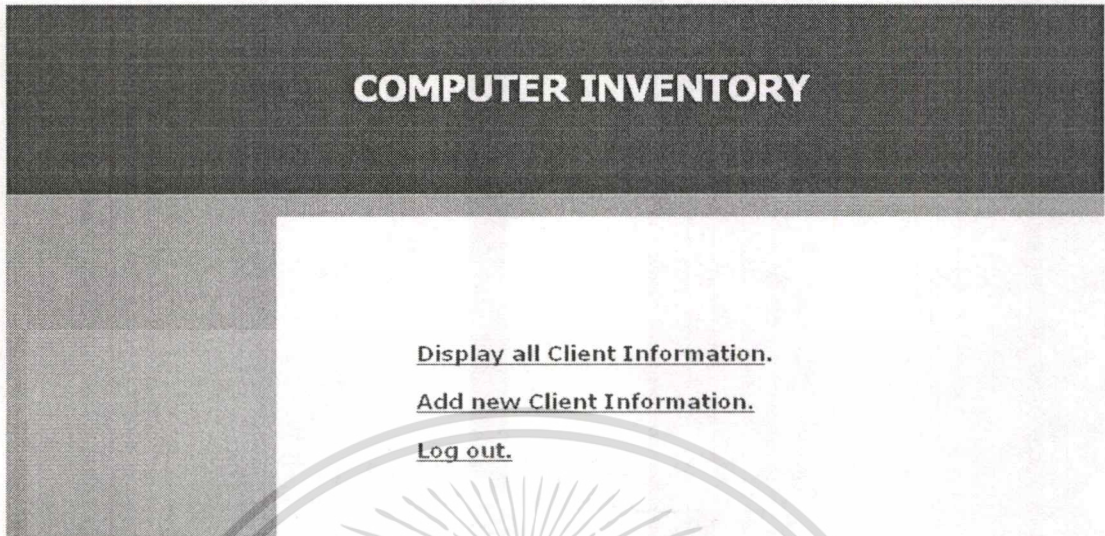 COMPUTER INVENTORY
Display all Client Information.
Add new Client Information.
Log out.